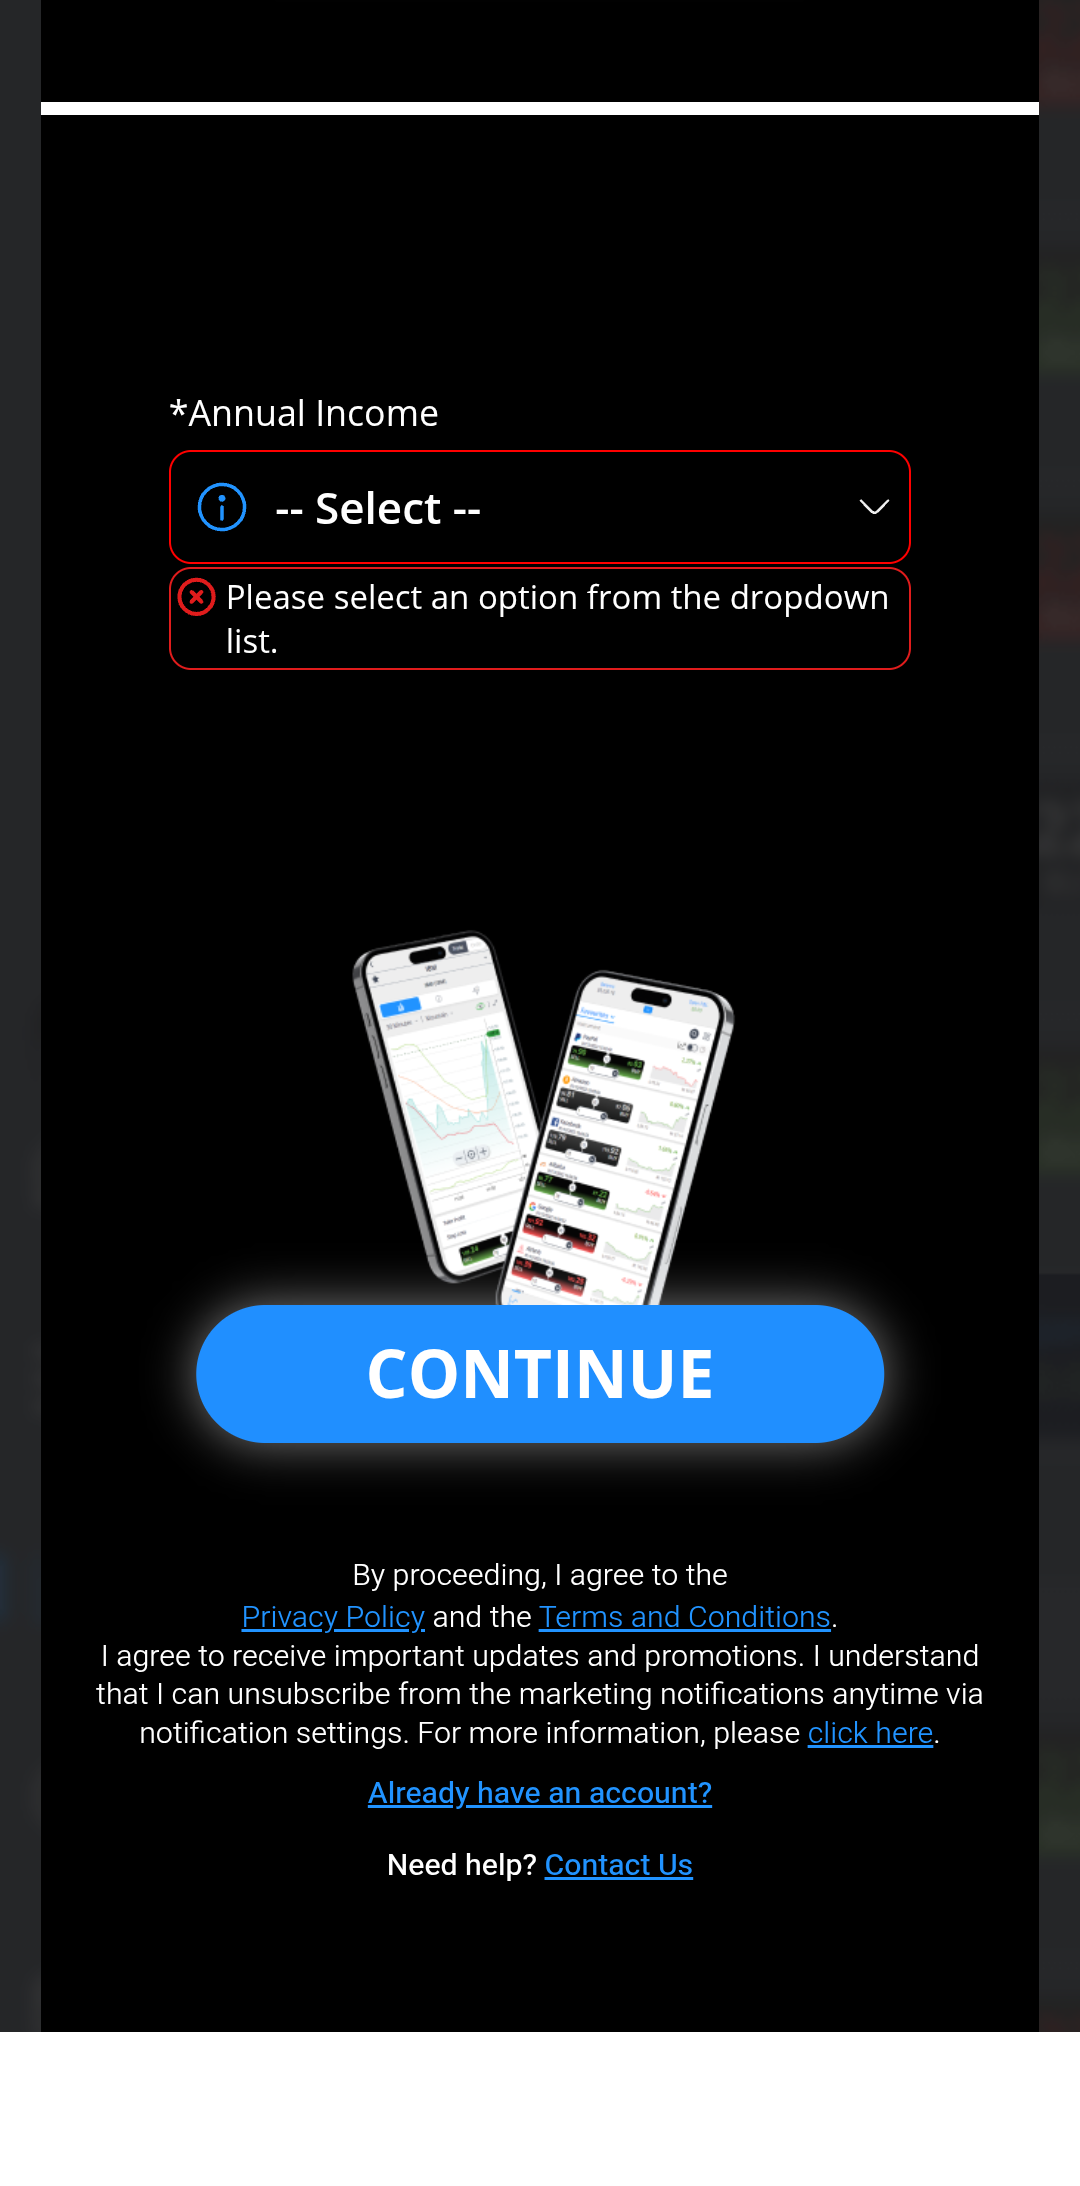 *Annual Income
-- Select --
Please select an option from the dropdown
list.
CONTINUE
By proceeding, I agree to the
Privacy Policy and the Terms and Conditions.
I agree to receive important updates and promotions. I understand
that I can unsubscribe from the marketing notifications anytime via
notification settings. For more information, please click here.
Already have an account?
Need help? Contact Us